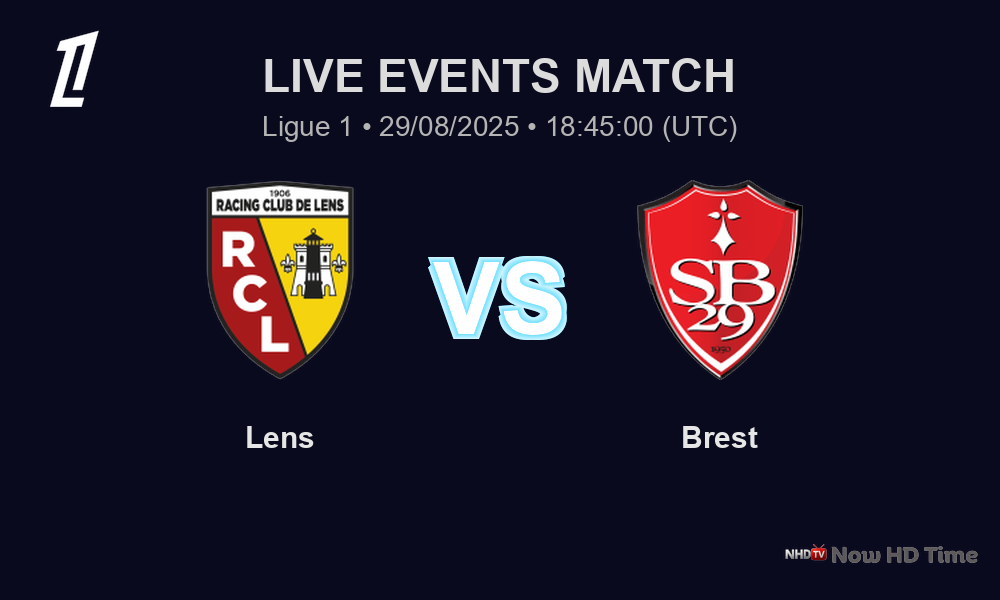 LIVE EVENTS MATCH
Ligue 1 • 29/08/2025 • 18:45:00 (UTC)
1906
RACING CLUB DE LENS
R
C
L
SB
29
1950
VS
Lens
Brest
NHD TV Now HD Time